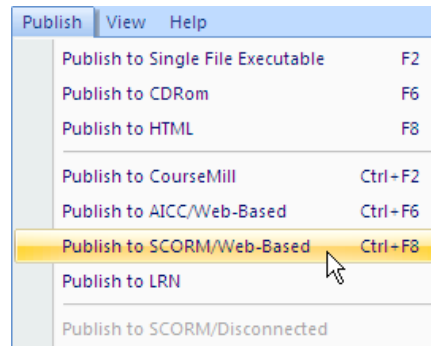 Publish View Help
Publish to Single File Executable F2
Publish to CDRom F6
Publish to HTML F8
Publish to CourseMill Ctrl+F2
Publish to AICC/Web-Based Ctrl+F6
Publish to SCORM/Web-Based Ctrl+F8
Publish to LRN
Publish to SCORM/Disconnected